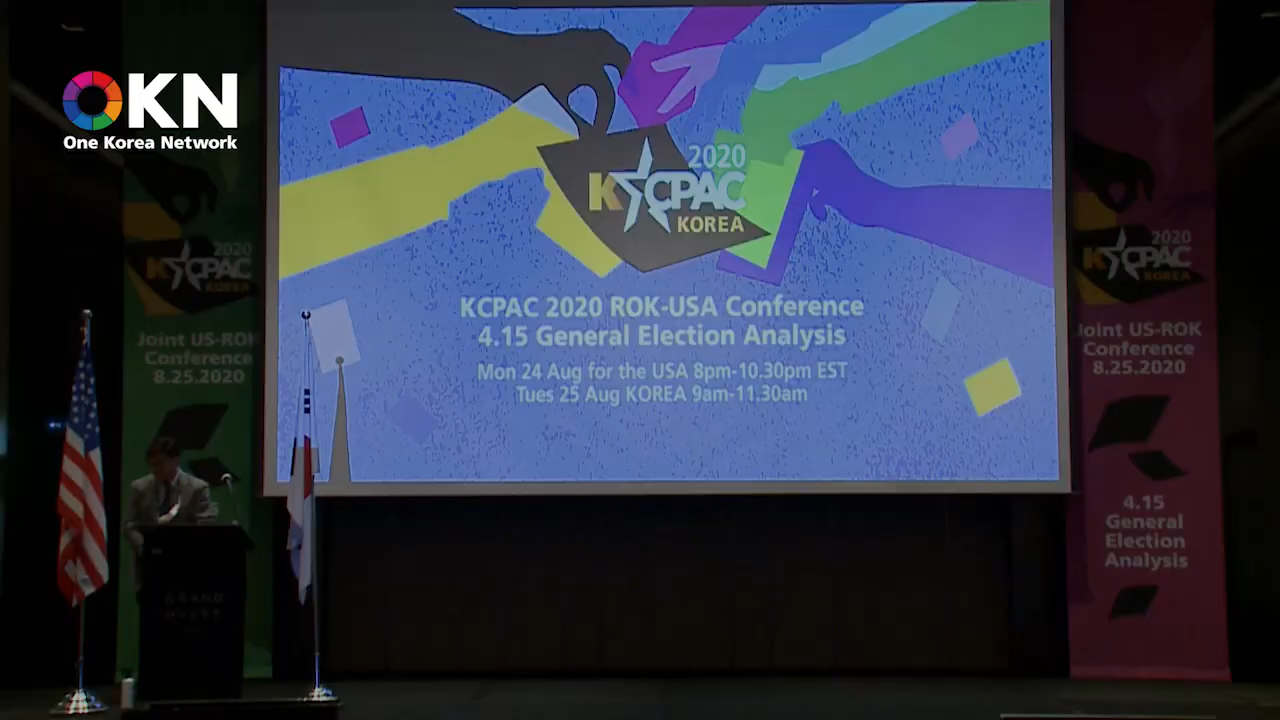 OKN
One Korea Network
2020
KCPAC
KOREA
KCPAC 2020 ROK-USA Conference
4.15 General Election Analysis
Mon 24 Aug for the USA 8pm-10.30pm EST
Tues 25 Aug KOREA 9am-11.30am
2020
KCPAC
KOREA
Joint US-ROK
Conference
8.25.2020
2020
KCPAC
KOREA
Joint US-ROK
Conference
8.25.2020
4.15
General
Election
Analysis
GRAND
HYATT